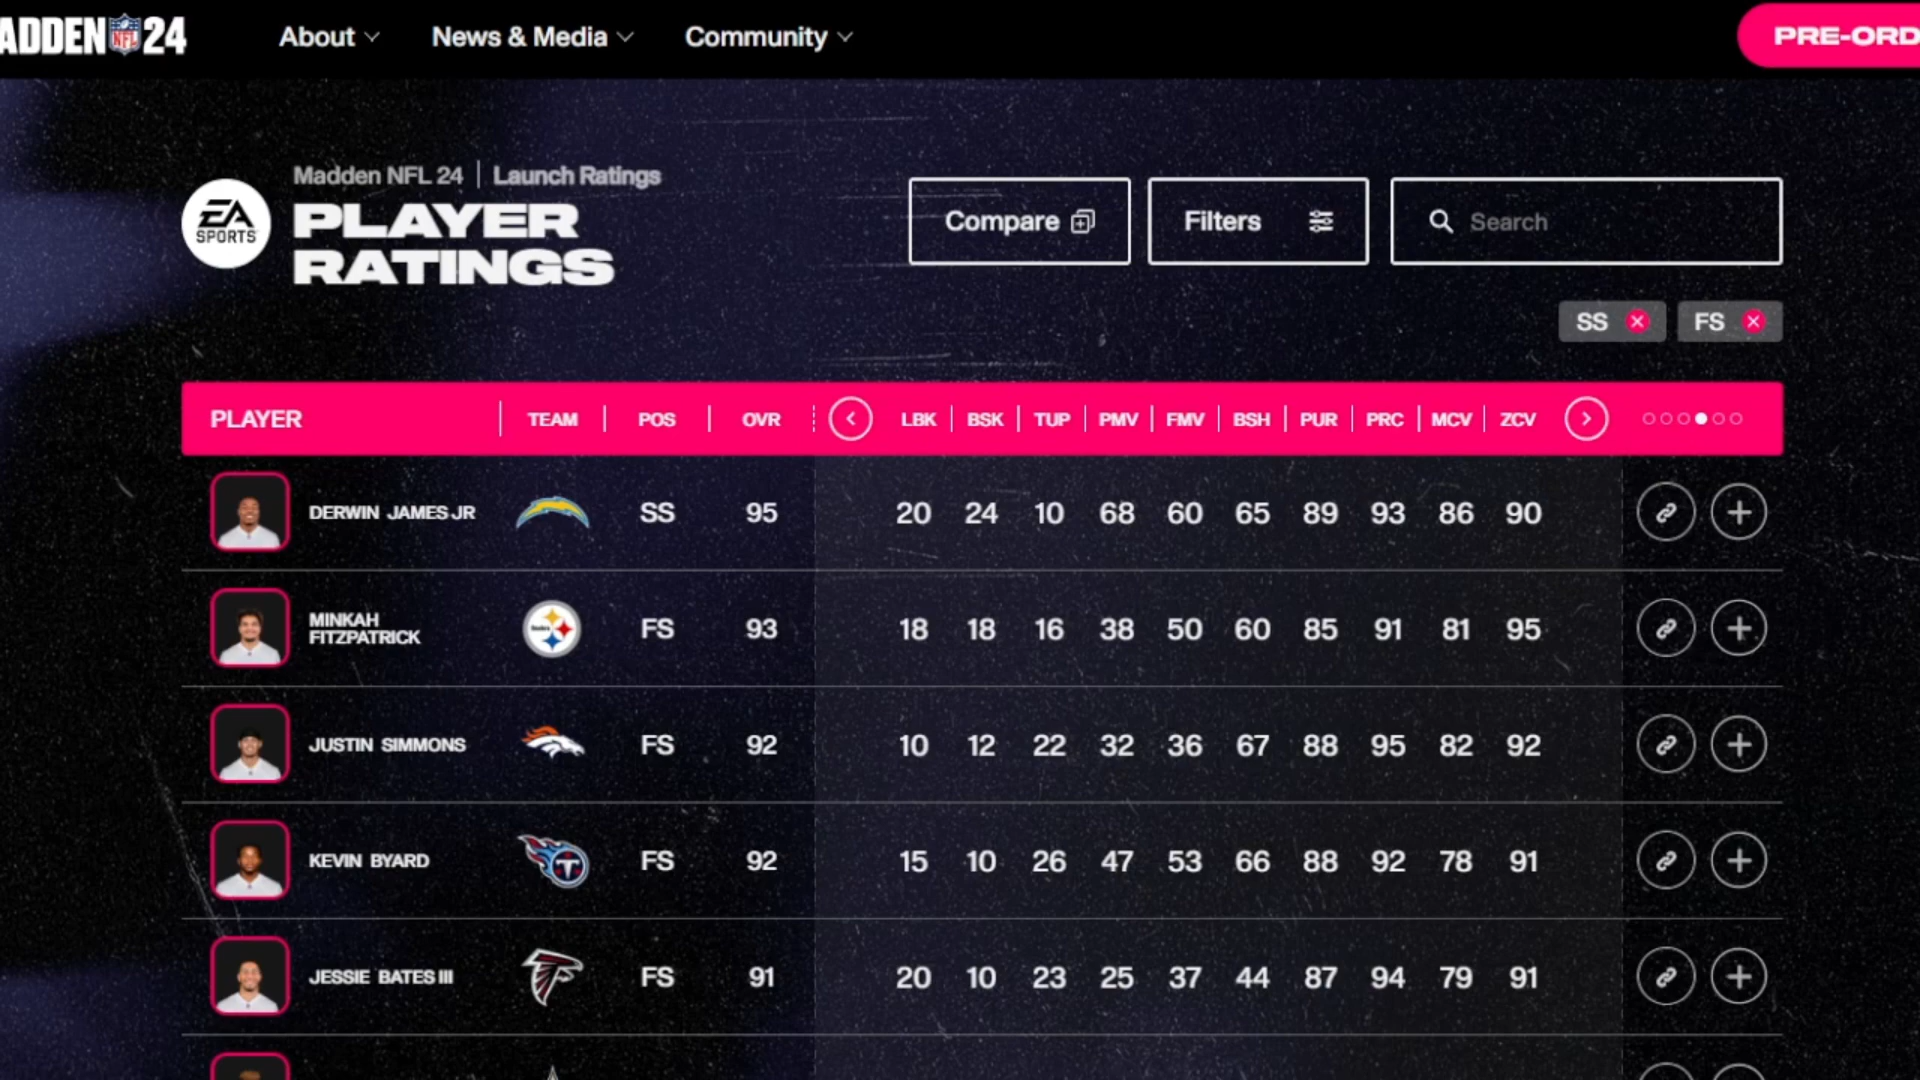 ADDEN NFL 24
About
News & Media
Community
PRE-ORD
Madden NFL 24 | Launch Ratings
EA SPORTS
PLAYER
RATINGS
Compare
Filters
Search
SS
FS
PLAYER TEAM POS OVR LBK BSK TUP PMV FMV BSH PUR PRC MCV ZCV
DERWIN JAMES JR SS 95 20 24 10 68 60 65 89 93 86 90
MINKAH
FITZPATRICK FS 93 18 18 16 38 50 60 85 91 81 95
JUSTIN SIMMONS FS 92 10 12 22 32 36 67 88 95 82 92
KEVIN BYARD T FS 92 15 10 26 47 53 66 88 92 78 91
JESSIE BATES III FS 91 20 10 23 25 37 44 87 94 79 91